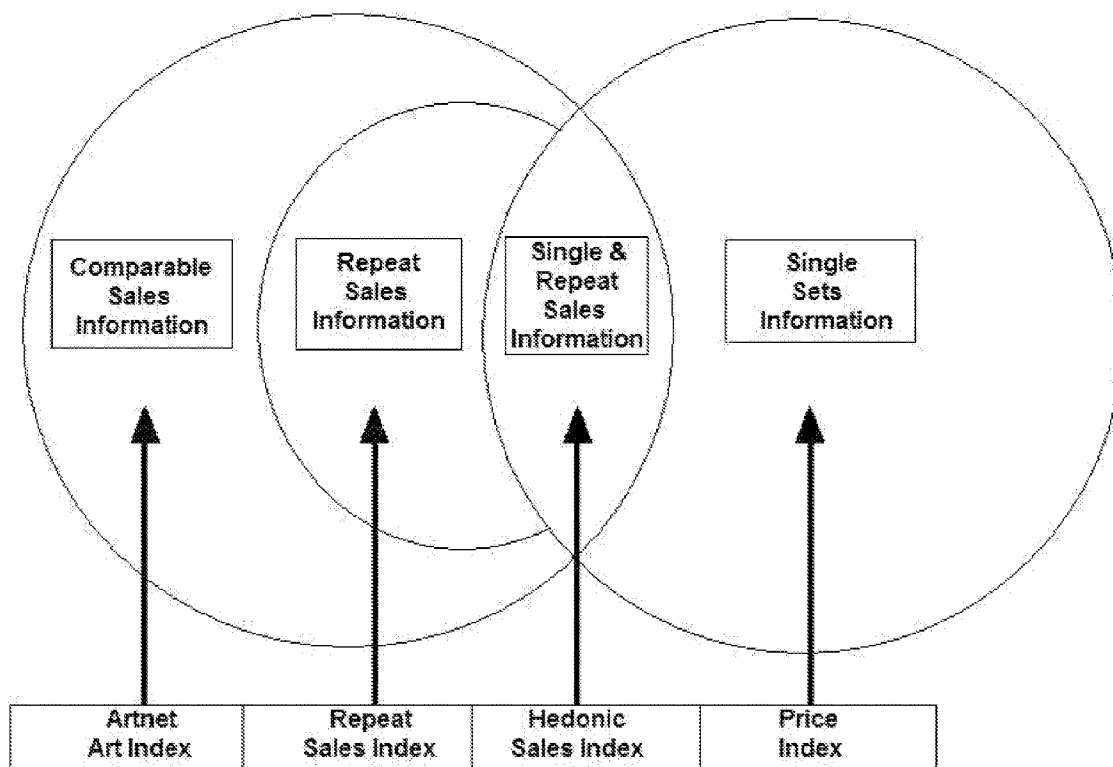 Comparable
Sales
Information
Repeat
Sales
Information
Single &
Repeat
Sales
Information
Single
Sets
Information
Artnet
Art Index
Repeat
Sales Index
Hedonic
Sales Index
Price
Index